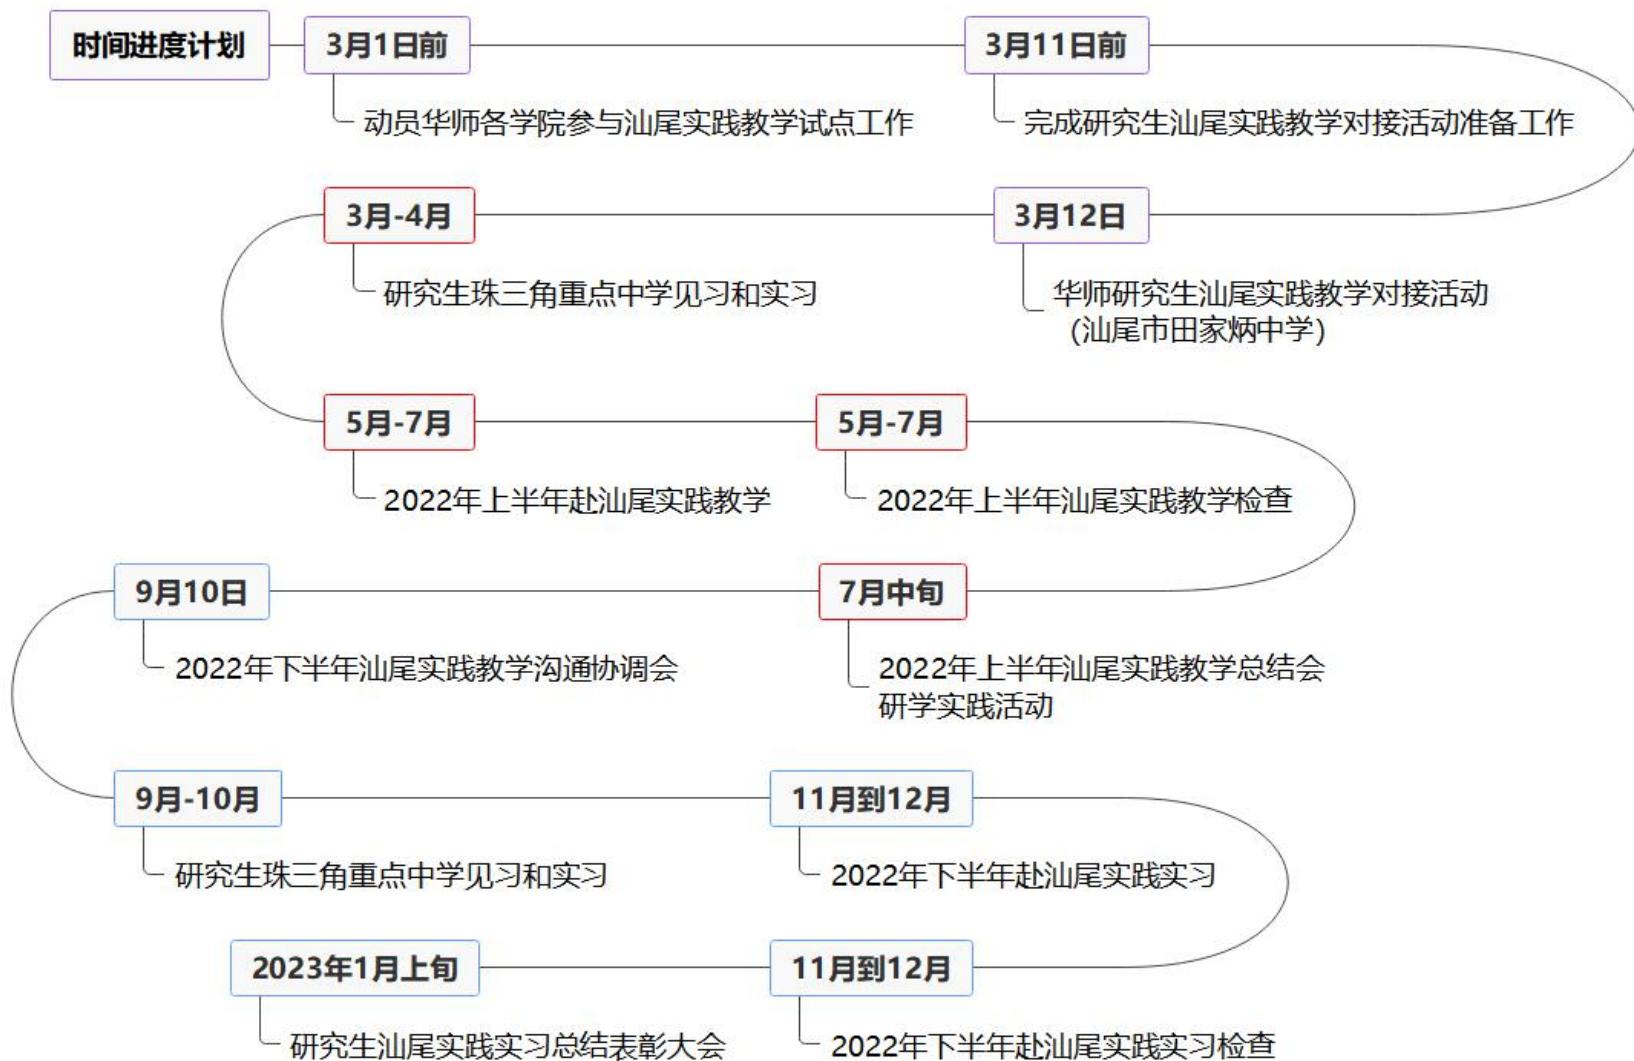 时间进度计划
3月1日前
动员华师各学院参与汕尾实践教学试点工作
3月11日前
完成研究生汕尾实践教学对接活动准备工作
3月12日
华师研究生汕尾实践教学对接活动
(汕尾市田家炳中学)
3月-4月
研究生珠三角重点中学见习和实习
5月-7月
2022年上半年赴汕尾实践教学
5月-7月
2022年上半年汕尾实践教学检查
7月中旬
2022年上半年汕尾实践教学总结会
研学实践活动
9月10日
2022年下半年汕尾实践教学沟通协调会
9月-10月
研究生珠三角重点中学见习和实习
11月到12月
2022年下半年赴汕尾实践实习
11月到12月
2022年下半年赴汕尾实践实习检查
2023年1月上旬
研究生汕尾实践实习总结表彰大会